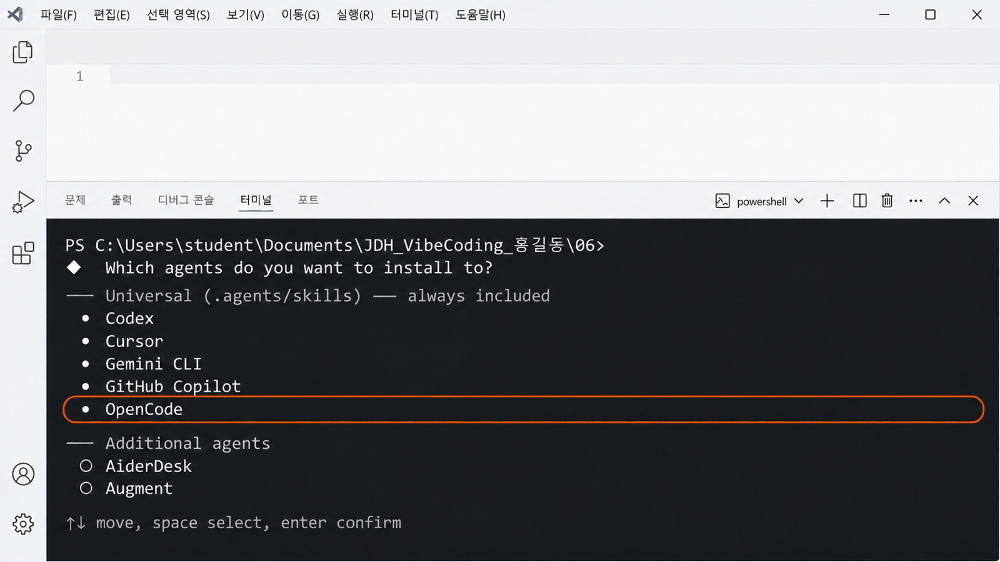 파일(F) 편집(E) 선택 영역(S) 보기(V) 이동(G) 실행(R) 터미널(T) 도움말(H)
1
문제 출력 디버그 콘솔 터미널 포트 powershell
PS C:\Users\student\Documents\JDH_VibeCoding_홍길동\06>
◆ Which agents do you want to install to?
── Universal (.agents/skills) ── always included
• Codex
• Cursor
• Gemini CLI
• GitHub Copilot
• OpenCode
── Additional agents
○ AiderDesk
○ Augment
↑↓ move, space select, enter confirm